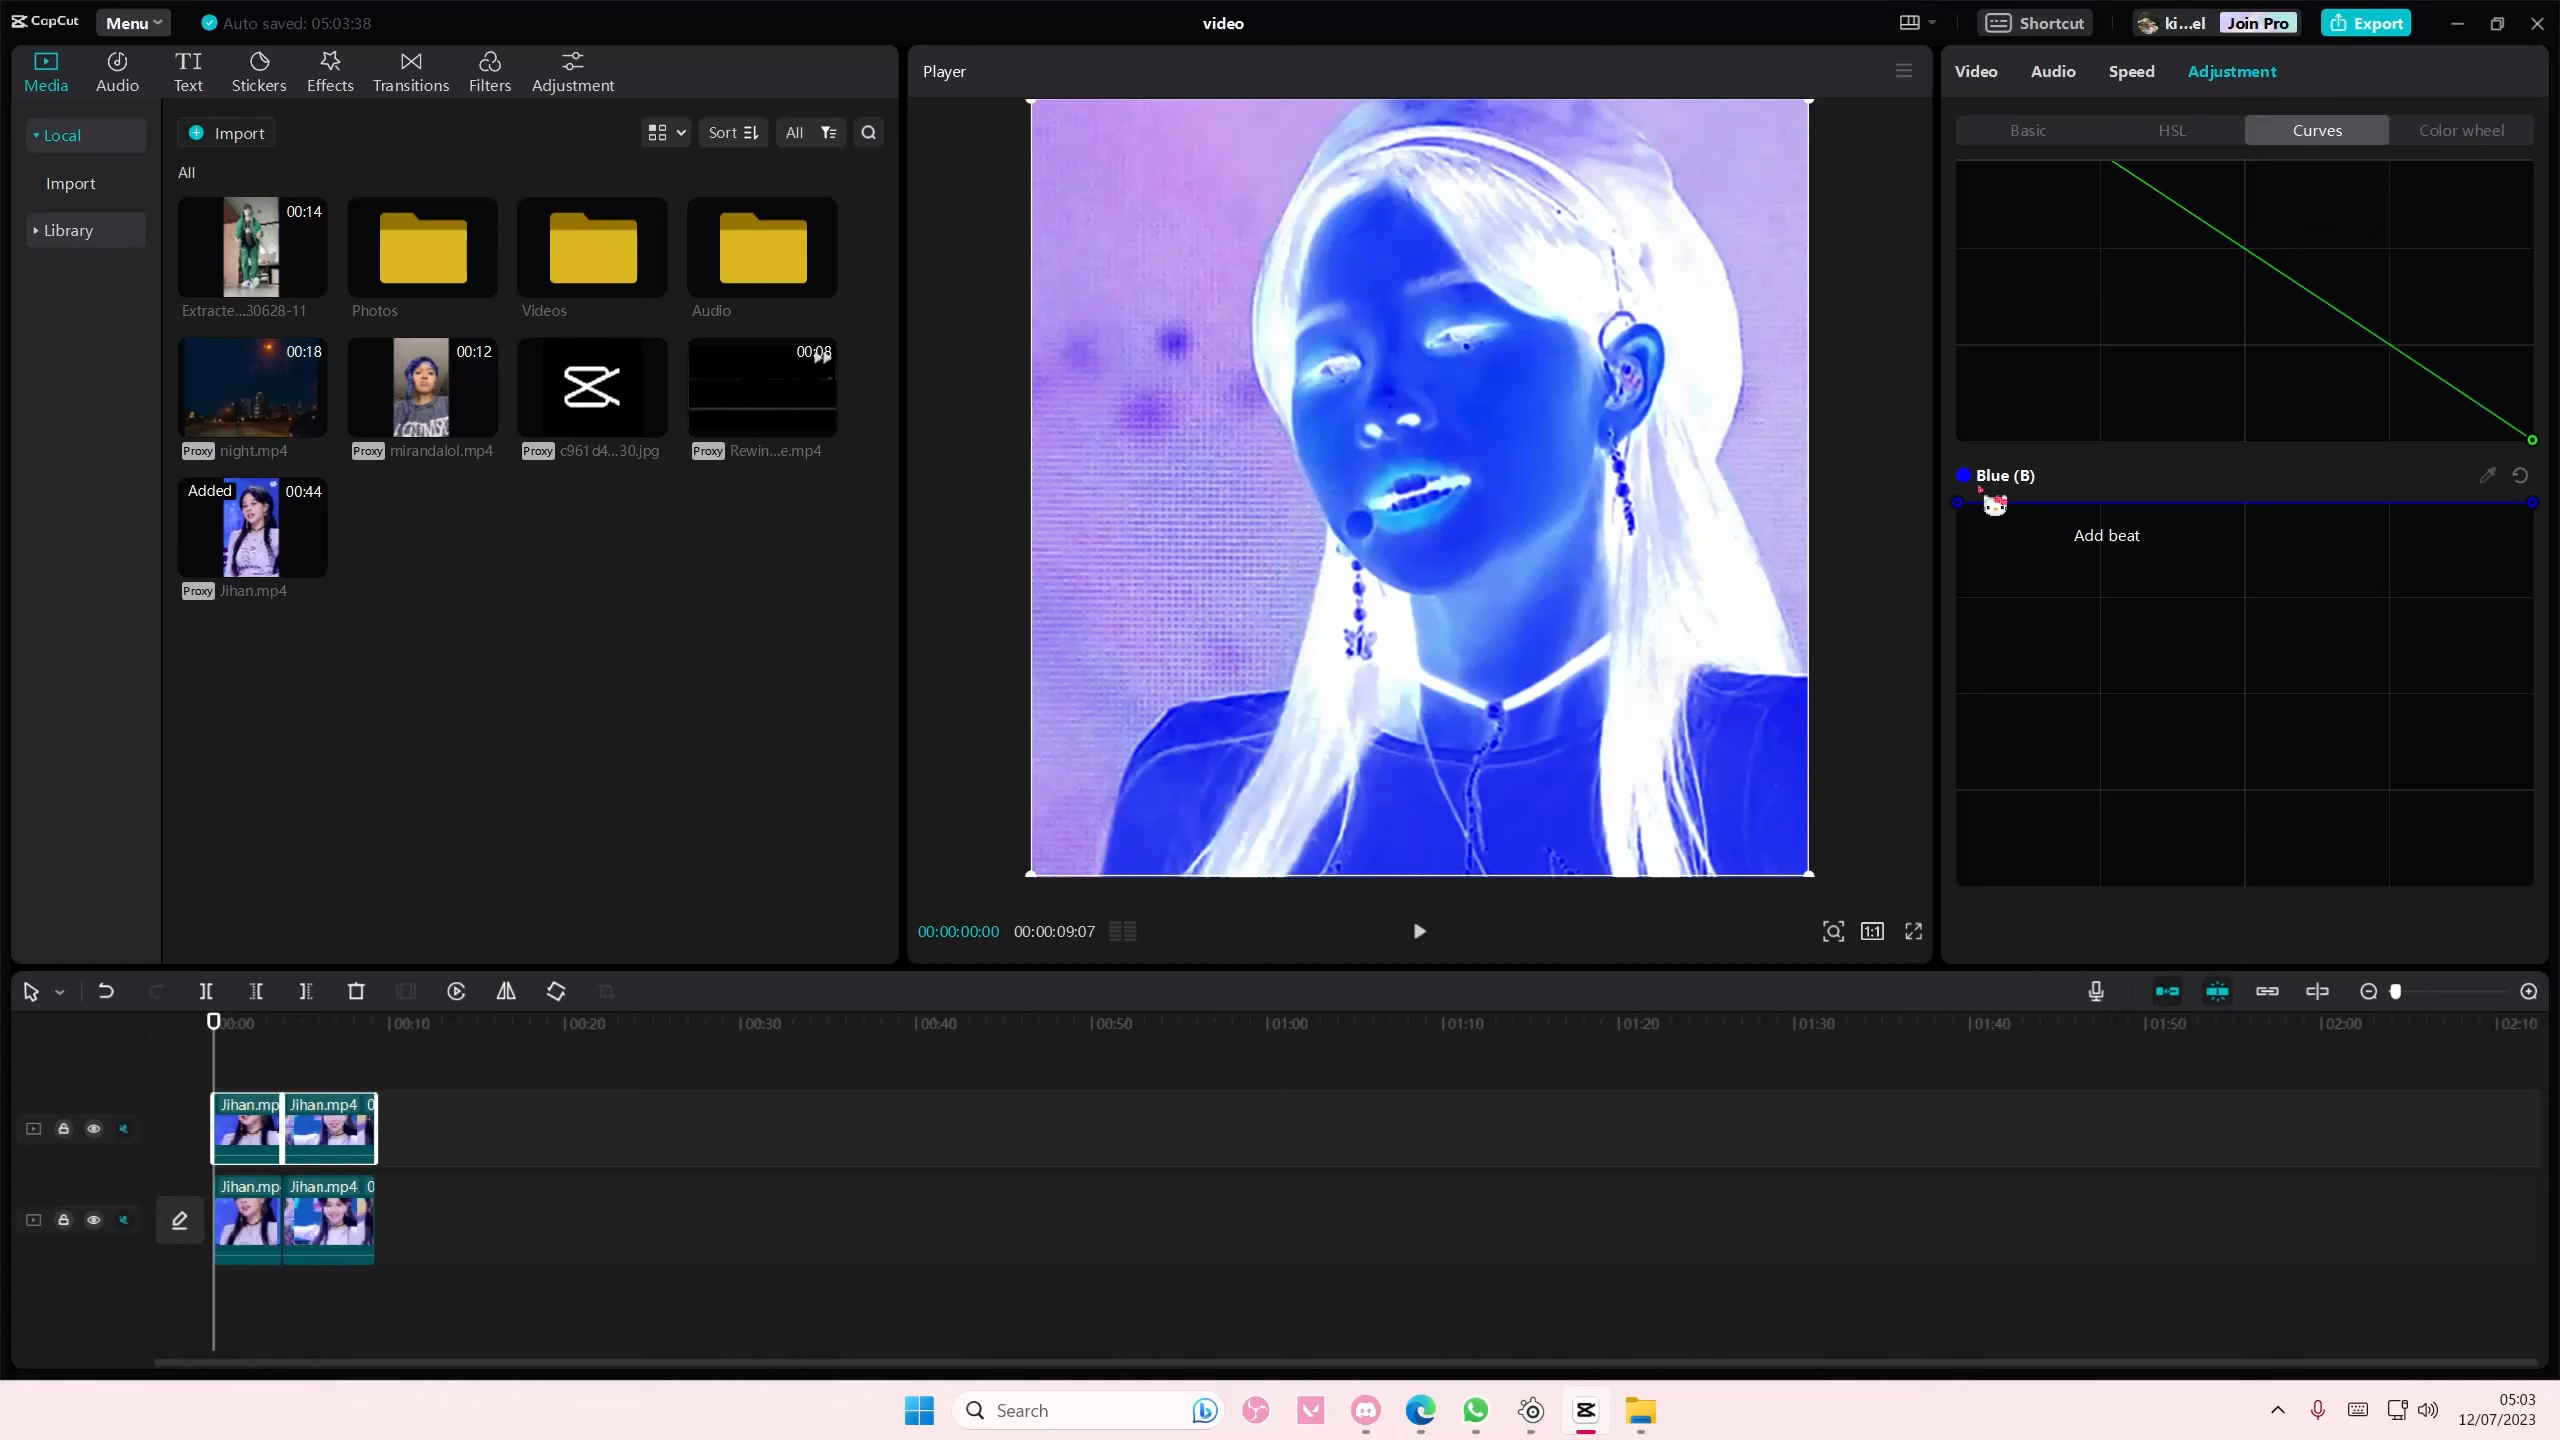 CapCut Menu Auto saved: 05:03:38 video Shortcut ki...el Join Pro Export
Media Audio Text Stickers Effects Transitions Filters Adjustment
Player
Video Audio Speed Adjustment
Local
Import
Library
Import Sort All
All
00:14
Extracte...30628-11
Photos
Videos
Audio
00:18
Proxy night.mp4
00:12
Proxy mirandalol.mp4
Proxy c961d4...30.jpg
00:08
Proxy Rewin...e.mp4
Added 00:44
Proxy Jihan.mp4
00:00:00:00 00:00:09:07 1:1
Basic HSL Curves Color wheel
Blue (B)
Add beat
00:00 00:10 00:20 00:30 00:40 00:50 01:00 01:10 01:20 01:30 01:40 01:50 02:00 02:10
Jihan.mp Jihan.mp4 0
Jihan.mp Jihan.mp4 0
Search
05:03
12/07/2023